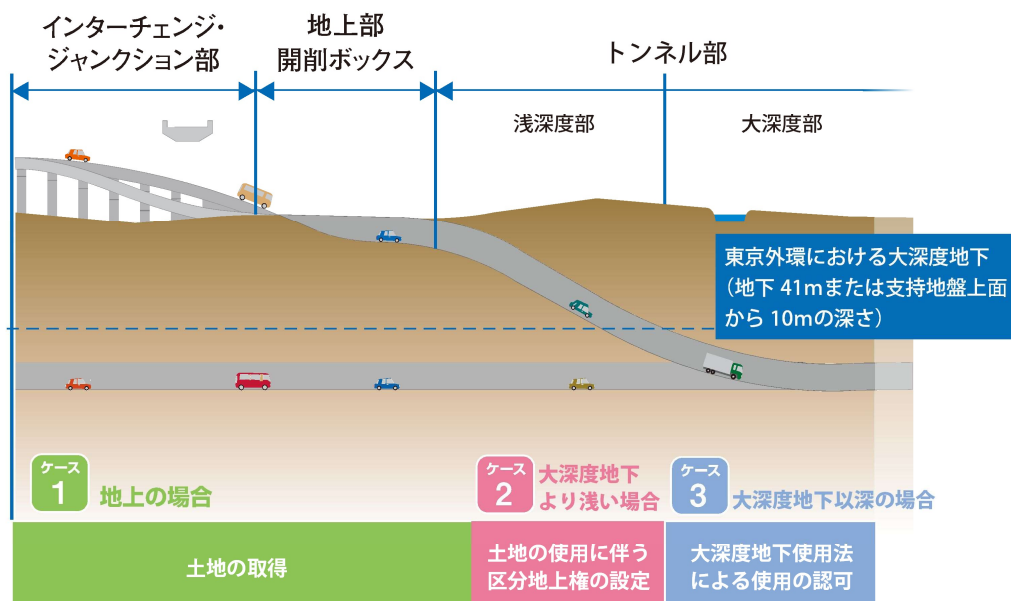 インターチェンジ・
ジャンクション部
地上部
開削ボックス
トンネル部
浅深度部
大深度部
東京外環における大深度地下
（地下 41mまたは支持地盤上面
から 10mの深さ）
ケース
1
地上の場合
ケース
2
大深度地下
より浅い場合
ケース
3
大深度地下以深の場合
土地の取得
土地の使用に伴う
区分地上権の設定
大深度地下使用法
による使用の認可